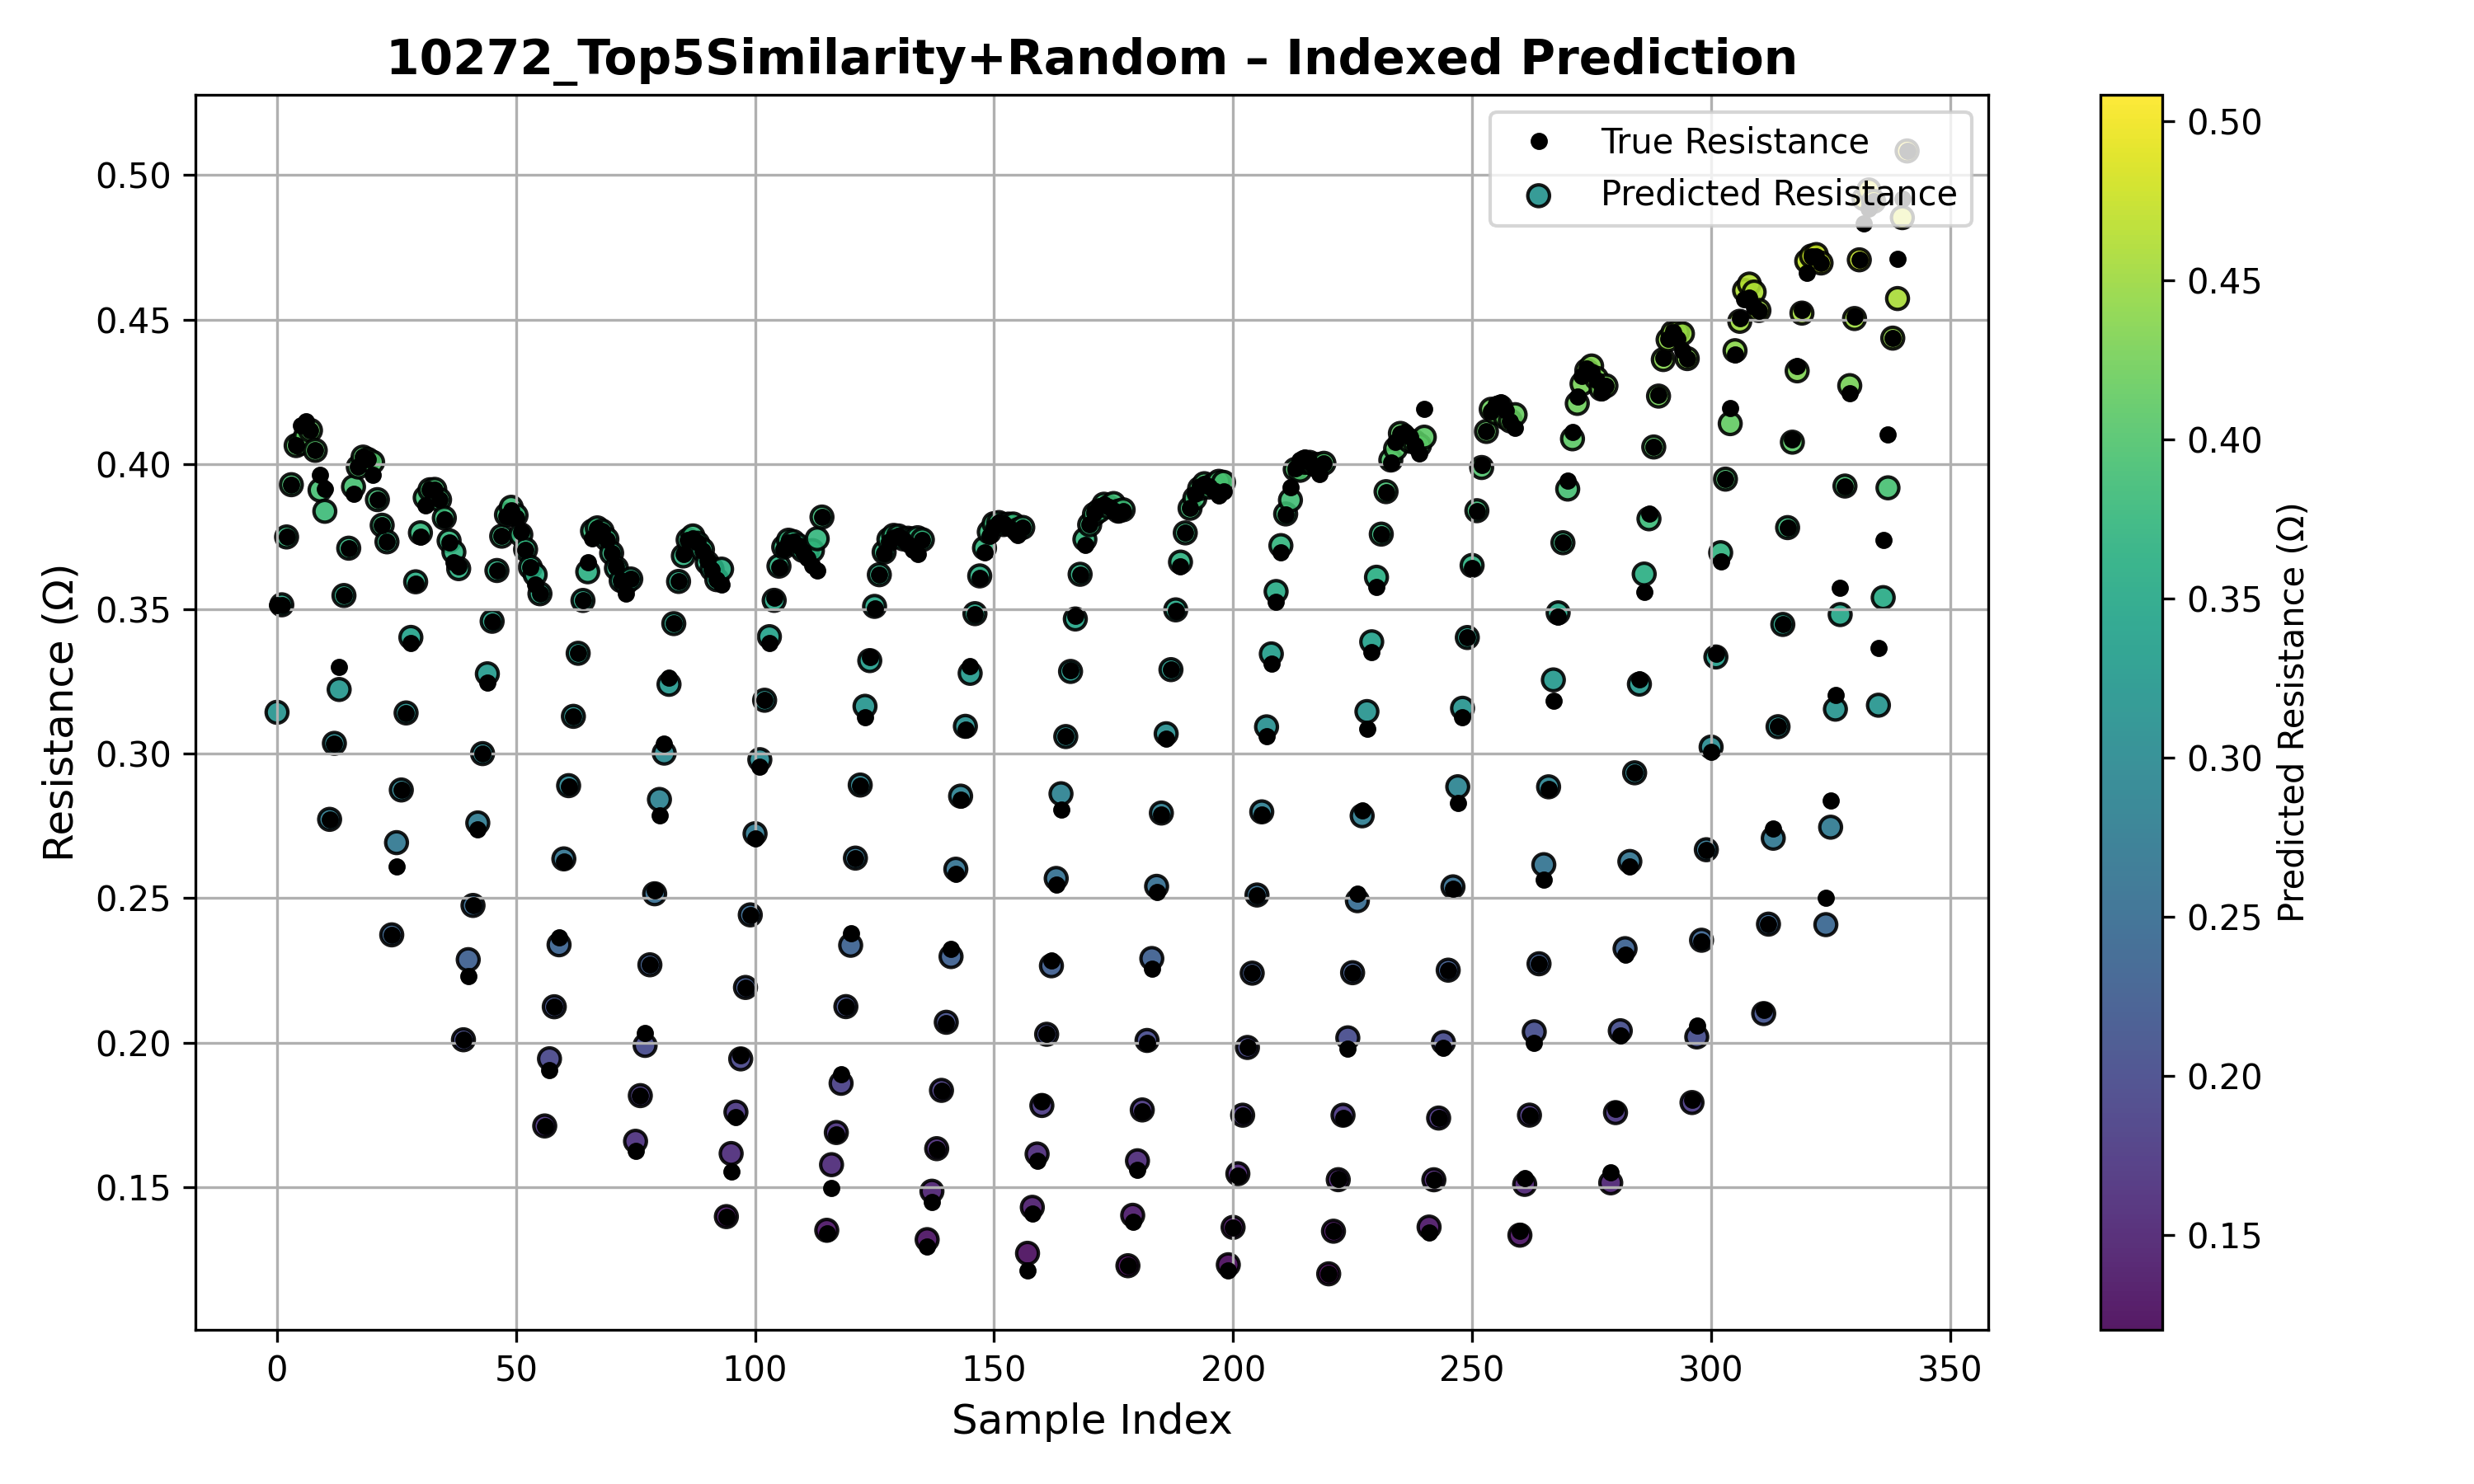 10272_Top5Similarity+Random – Indexed Prediction
True Resistance
Predicted Resistance
Resistance (Ω)
0.50
0.45
0.40
0.35
0.30
0.25
0.20
0.15
0 50 100 150 200 250 300 350
Sample Index
0.50
0.45
0.40
0.35
0.30
0.25
0.20
0.15
Predicted Resistance (Ω)